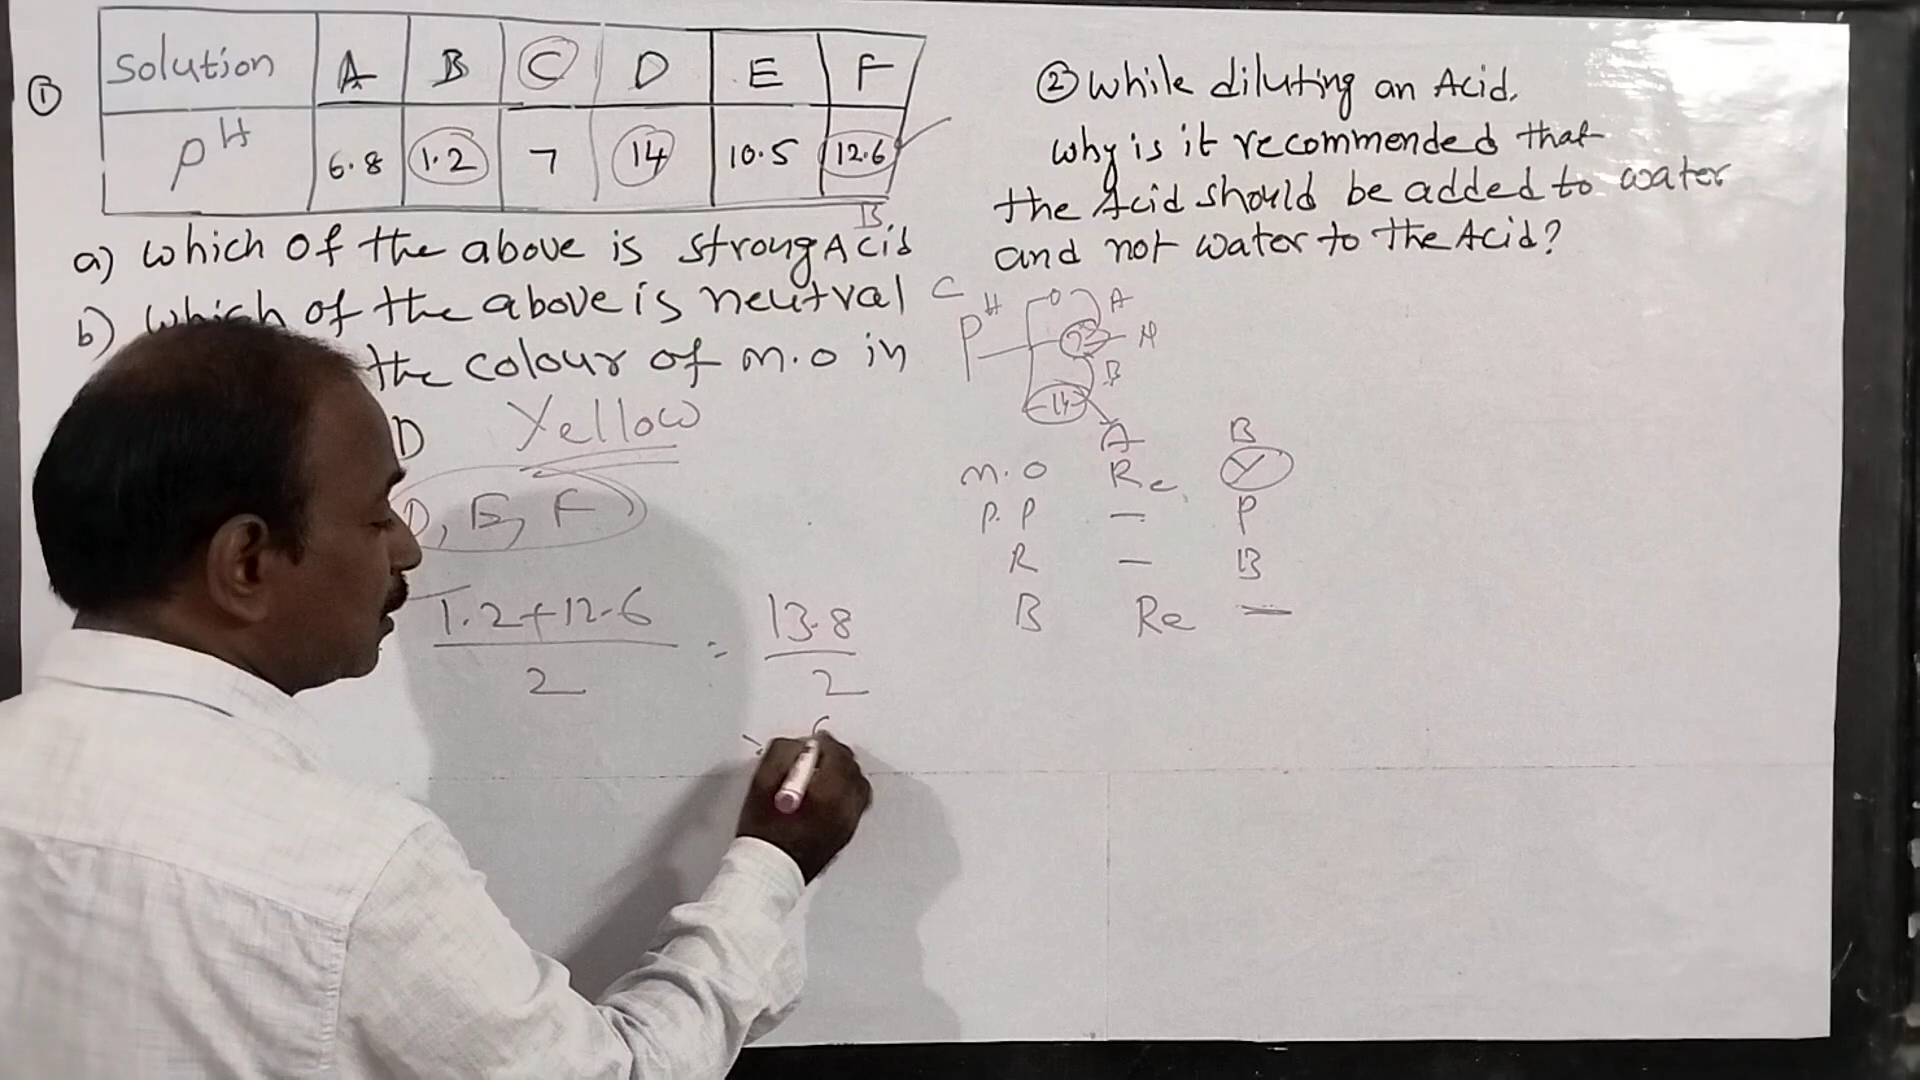 ①
Solution A B C D E F
pH 6.8 1.2 7 14 10.5 12.6
B
a) Which of the above is strong Acid
b) Which of the above is neutral C
the colour of m.o in
D Yellow
D, E, F
1.2+12.6 = 13.8
2 2
② While diluting an Acid,
why is it recommended that
the Acid should be added to water
and not water to the Acid?
pH 0 A
7 N
B
14
A B
m.o Re Y
P.P — P
R — B
B Re —